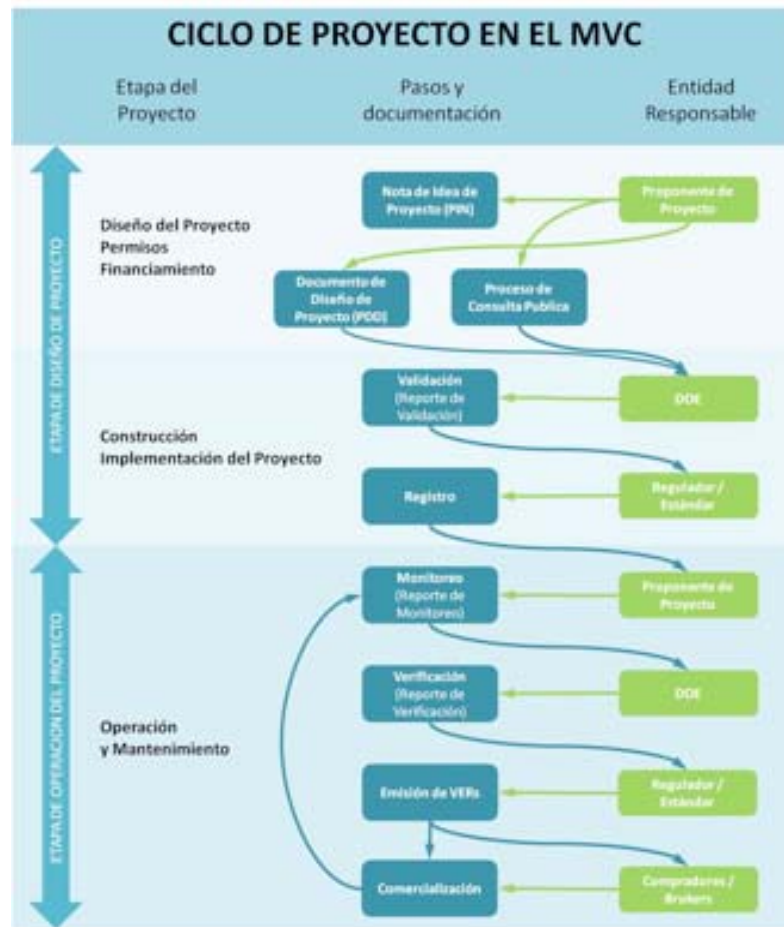 CICLO DE PROYECTO EN EL MVC
Etapa del
Proyecto
Pasos y
documentación
Entidad
Responsable
ETAPA DE DISEÑO DE PROYECTO
Diseño del Proyecto
Permisos
Financiamiento
Nota de Idea de
Proyecto (PIN)
Proponente de
Proyecto
Documento de
Diseño de
Proyecto (PDD)
Proceso de
Consulta Publica
Construcción
Implementación del Proyecto
Validación
(Reporte de
Validación)
DOE
Registro
Regulador /
Estándar
ETAPA DE OPERACION DEL PROYECTO
Operación
y Mantenimiento
Monitoreo
(Reporte de
Monitoreo)
Proponente de
Proyecto
Verificación
(Reporte de
Verificación)
DOE
Emisión de VERs
Regulador /
Estándar
Comercialización
Compradores /
Brokers